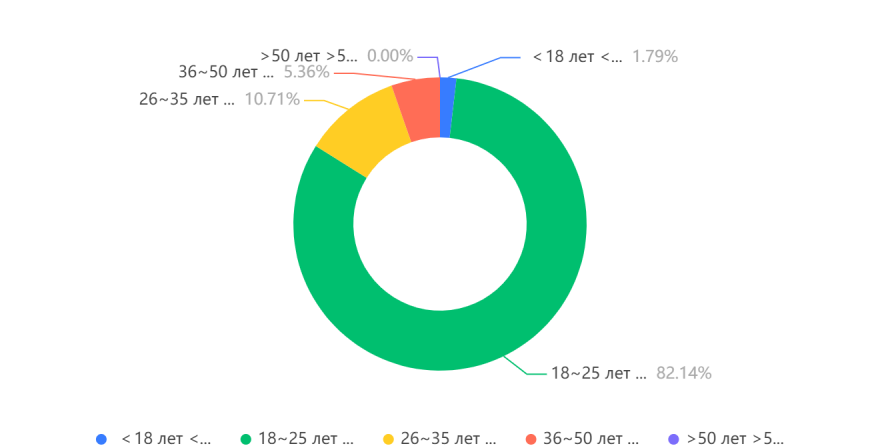 >50 лет >5... 0.00%
< 18 лет <... 1.79%
36~50 лет ... 5.36%
26~35 лет ... 10.71%
18~25 лет ... 82.14%
< 18 лет <... 18~25 лет ... 26~35 лет ... 36~50 лет ... >50 лет >5...